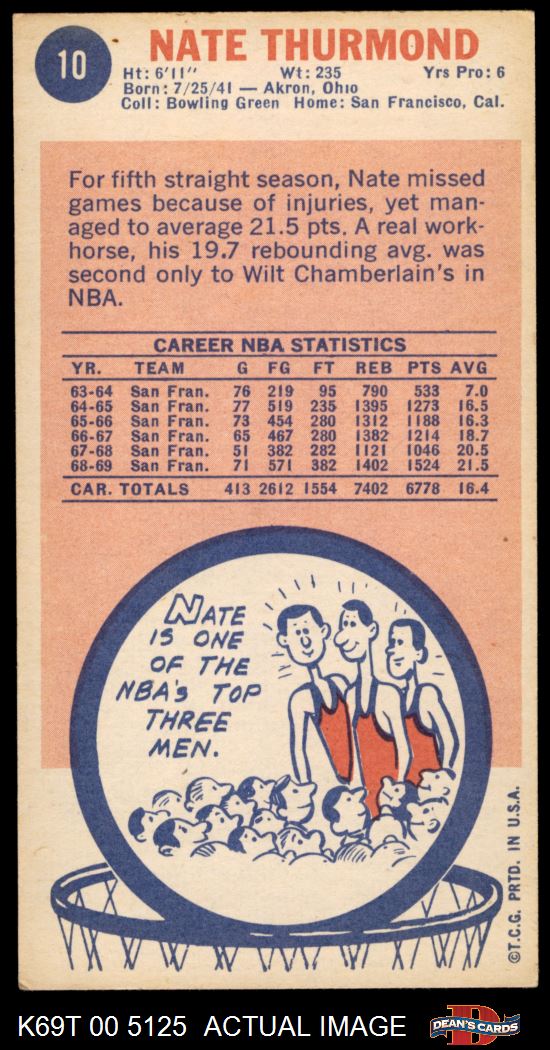 10
NATE THURMOND
Ht: 6'11" Wt: 235 Yrs Pro: 6
Born: 7/25/41 — Akron, Ohio
Coll: Bowling Green Home: San Francisco, Cal.
For fifth straight season, Nate missed
games because of injuries, yet man-
aged to average 21.5 pts. A real work-
horse, his 19.7 rebounding avg. was
second only to Wilt Chamberlain's in
NBA.
CAREER NBA STATISTICS
YR. TEAM G FG FT REB PTS AVG
63-64 San Fran. 76 219 95 790 533 7.0
64-65 San Fran. 77 519 235 1395 1273 16.5
65-66 San Fran. 73 454 280 1312 1188 16.3
66-67 San Fran. 65 467 280 1382 1214 18.7
67-68 San Fran. 51 382 282 1121 1046 20.5
68-69 San Fran. 71 571 382 1402 1524 21.5
CAR. TOTALS 413 2612 1554 7402 6778 16.4
NATE
IS ONE
OF THE
NBA'S TOP
THREE
MEN.
©T.C.G. PRTD. IN U.S.A.
K69T 00 5125 ACTUAL IMAGE
D
DEAN'S CARDS